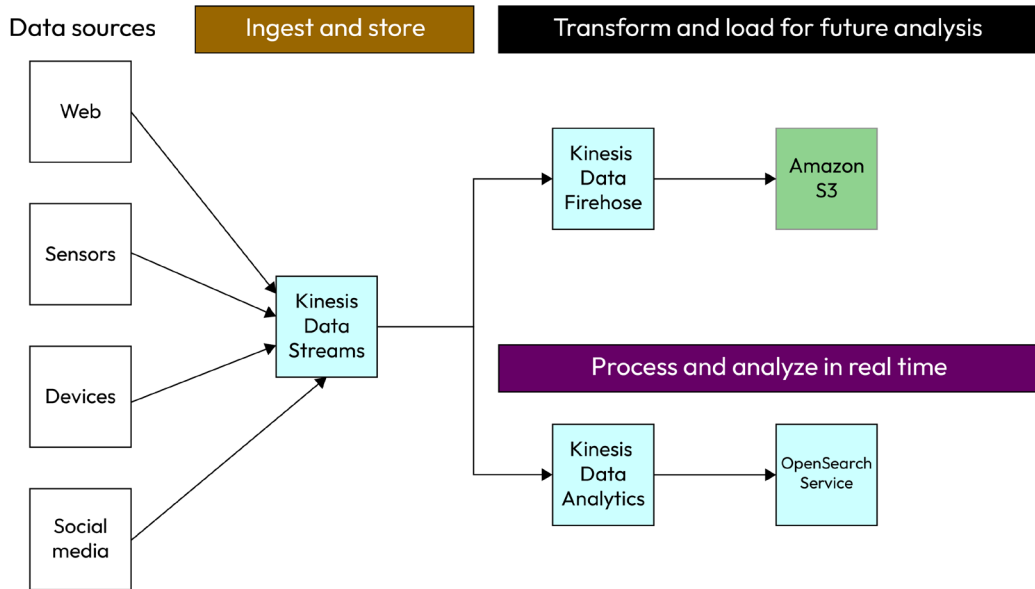 Data sources
Ingest and store
Transform and load for future analysis
Web
Sensors
Devices
Social
media
Kinesis
Data
Streams
Kinesis
Data
Firehose
Amazon
S3
Process and analyze in real time
Kinesis
Data
Analytics
OpenSearch
Service